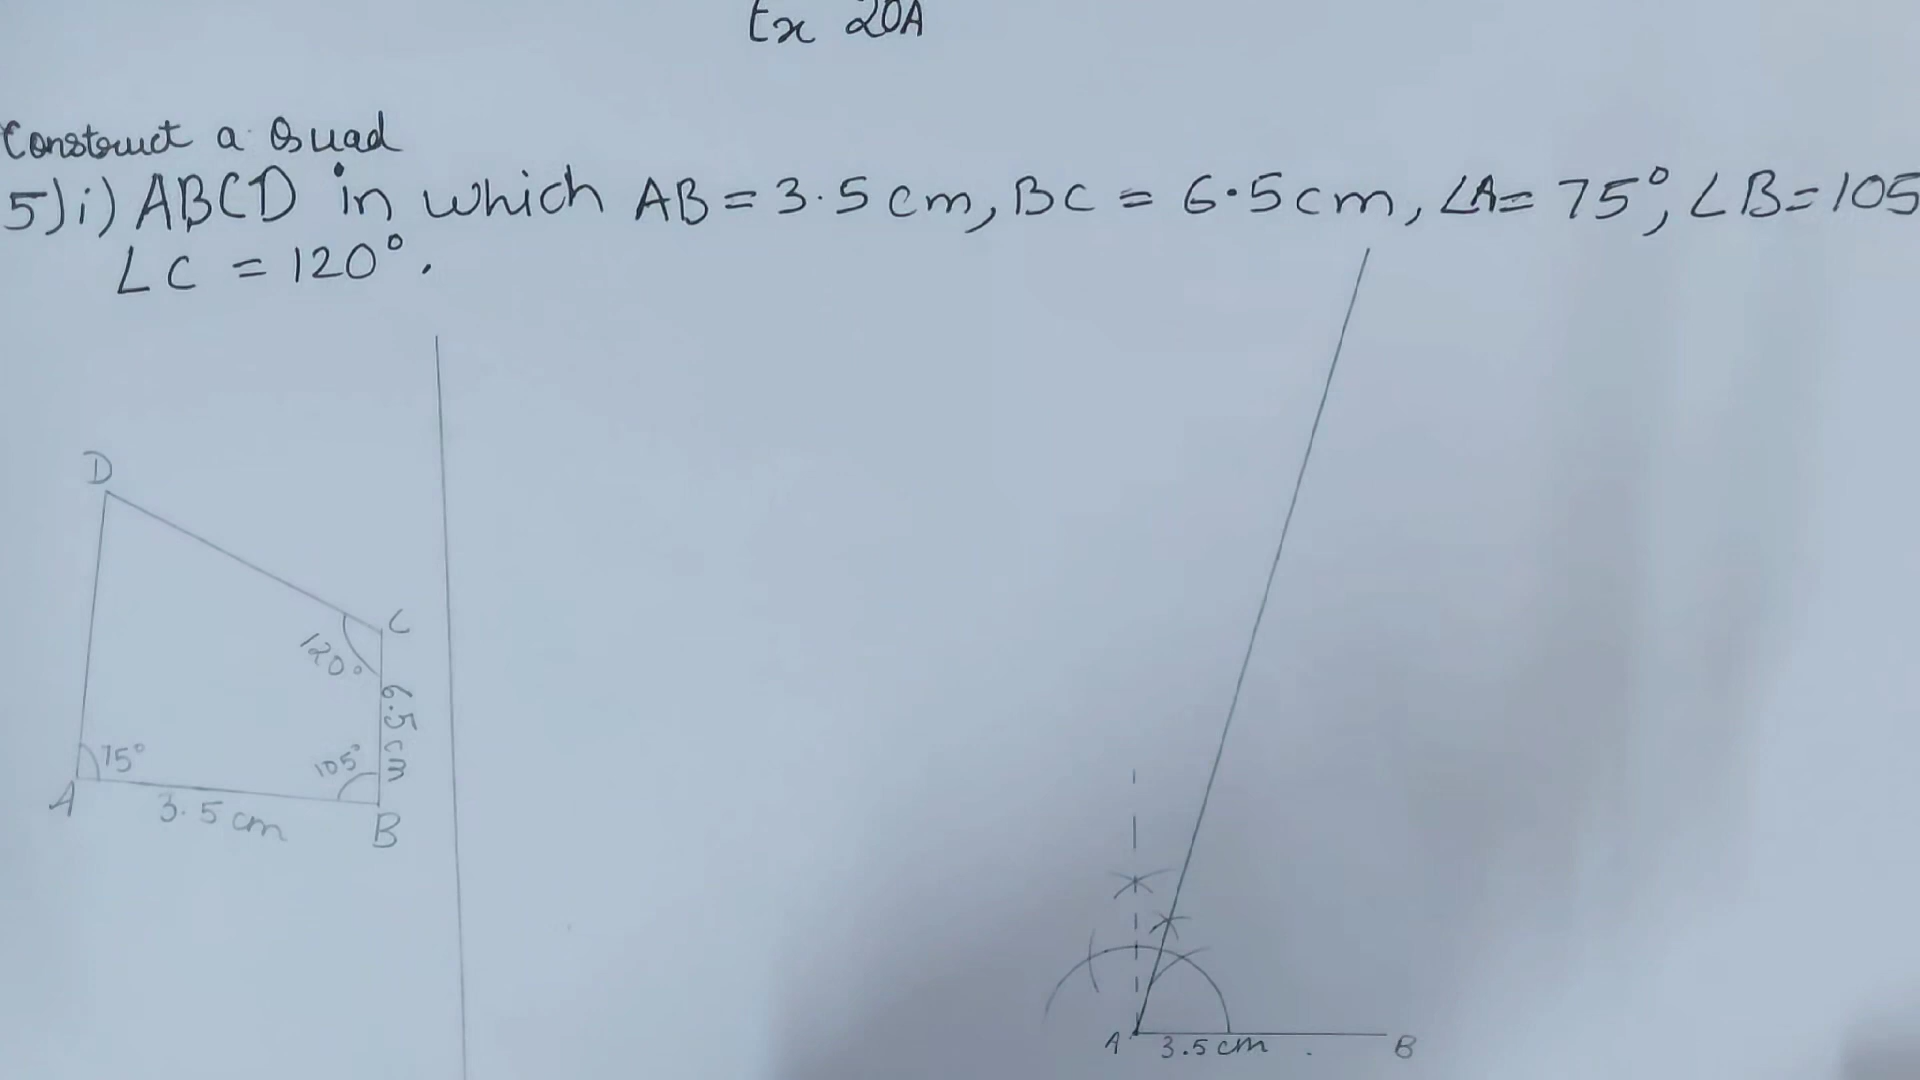 Ex 20A
Construct a Quad
5)i) ABCD in which AB = 3.5 cm, BC = 6.5 cm, ∠A = 75°, ∠B = 105
∠C = 120°.
D
C
120°
6.5 cm
75°
105°
A
3.5 cm
B
A
3.5 cm
B